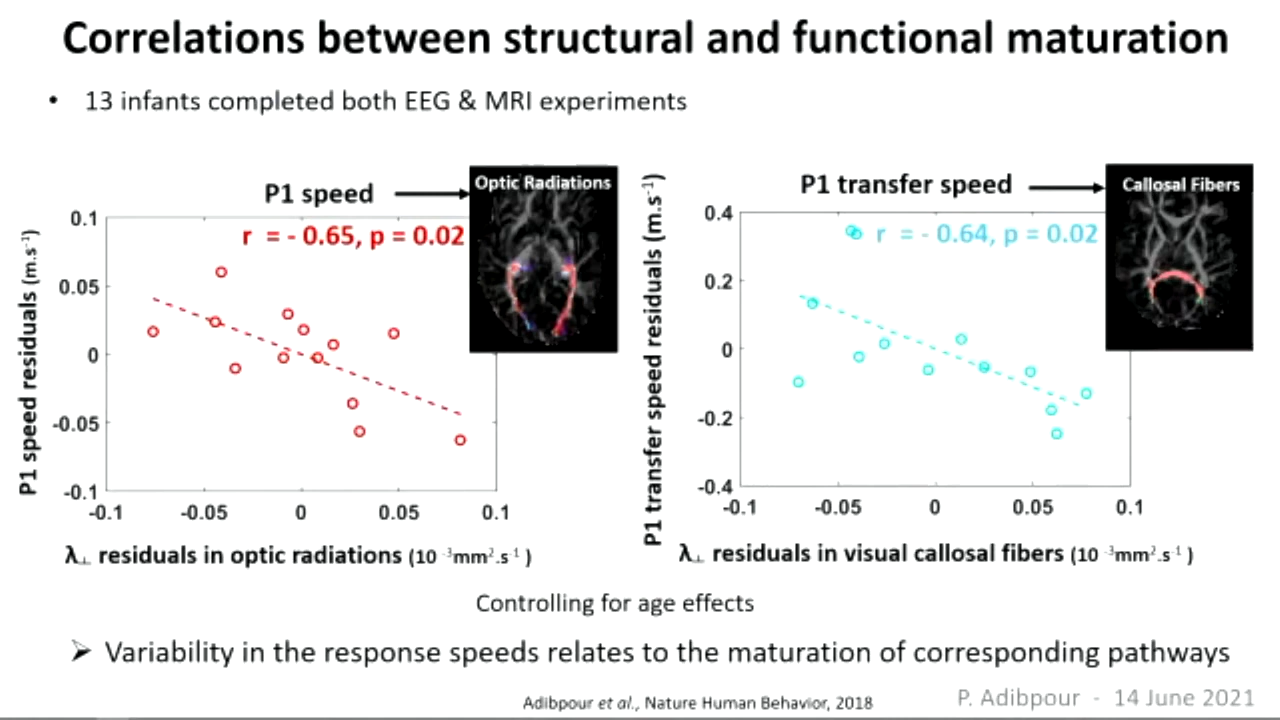 Correlations between structural and functional maturation
• 13 infants completed both EEG & MRI experiments
P1 speed
Optic Radiations
r = - 0.65, p = 0.02
P1 speed residuals (m.s⁻¹)
0.1
0.05
0
-0.05
-0.1
-0.1 -0.05 0 0.05 0.1
λ⊥ residuals in optic radiations (10 ⁻³mm².s⁻¹ )
P1 transfer speed
Callosal Fibers
r = - 0.64, p = 0.02
P1 transfer speed residuals (m.s⁻¹)
0.4
0.2
0
-0.2
-0.4
-0.1 -0.05 0 0.05 0.1
λ⊥ residuals in visual callosal fibers (10 ⁻³mm².s⁻¹ )
Controlling for age effects
➢ Variability in the response speeds relates to the maturation of corresponding pathways
Adibpour et al., Nature Human Behavior, 2018
P. Adibpour - 14 June 2021